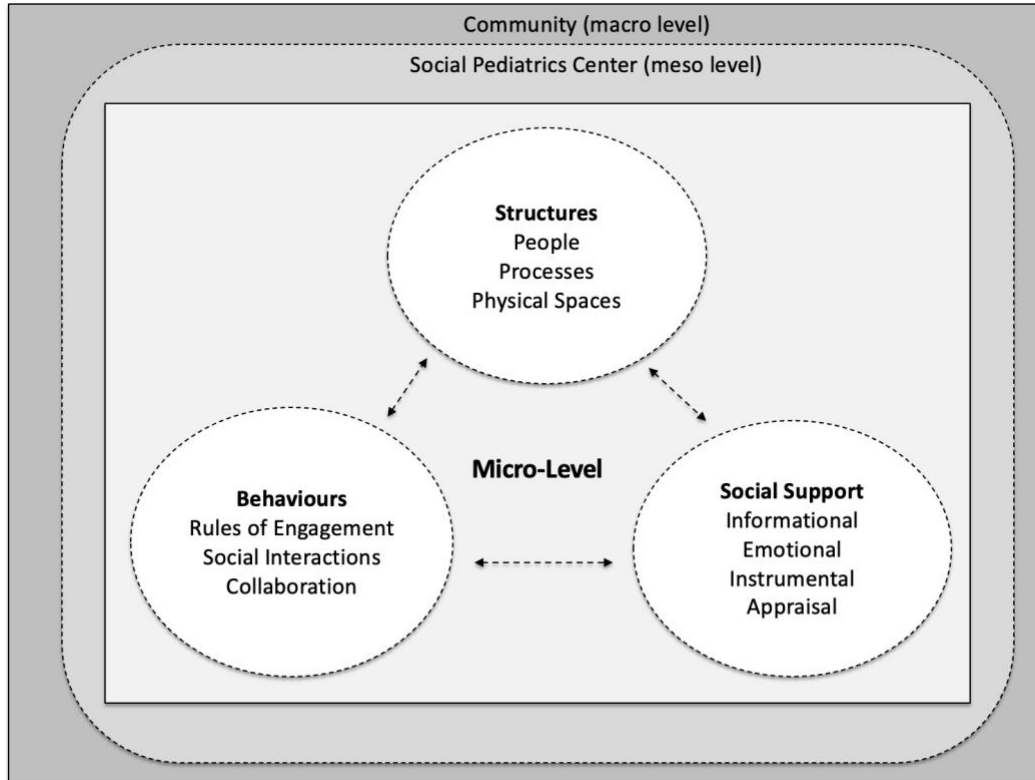 Community (macro level)
Social Pediatrics Center (meso level)
Structures
People
Processes
Physical Spaces
Micro-Level
Behaviours
Rules of Engagement
Social Interactions
Collaboration
Social Support
Informational
Emotional
Instrumental
Appraisal